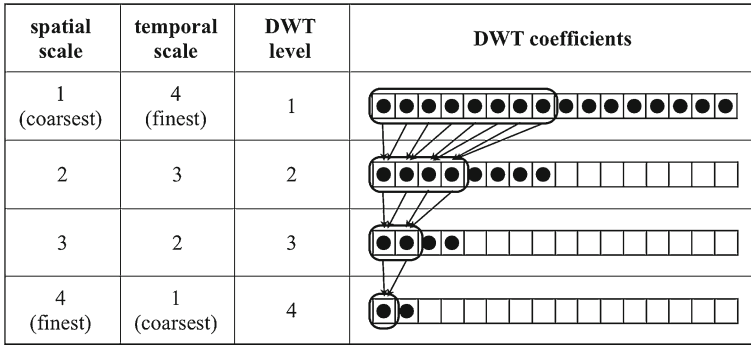 spatial scale
temporal scale
DWT level
DWT coefficients
1 (coarsest)
4 (finest)
1
2
3
2
3
2
3
4 (finest)
1 (coarsest)
4